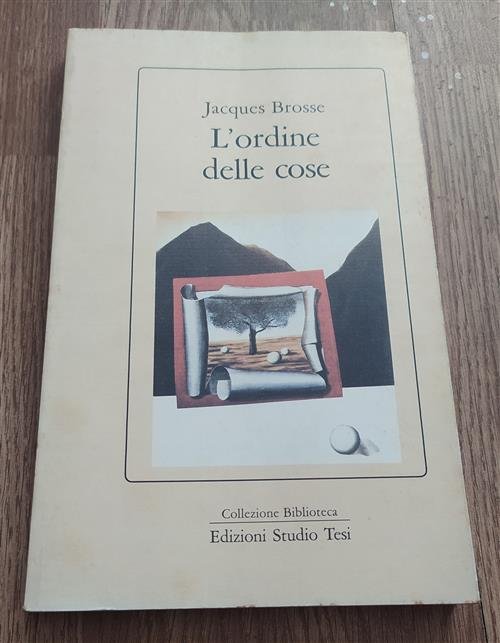 Jacques Brosse
L'ordine
delle cose
Collezione Biblioteca
Edizioni Studio Tesi